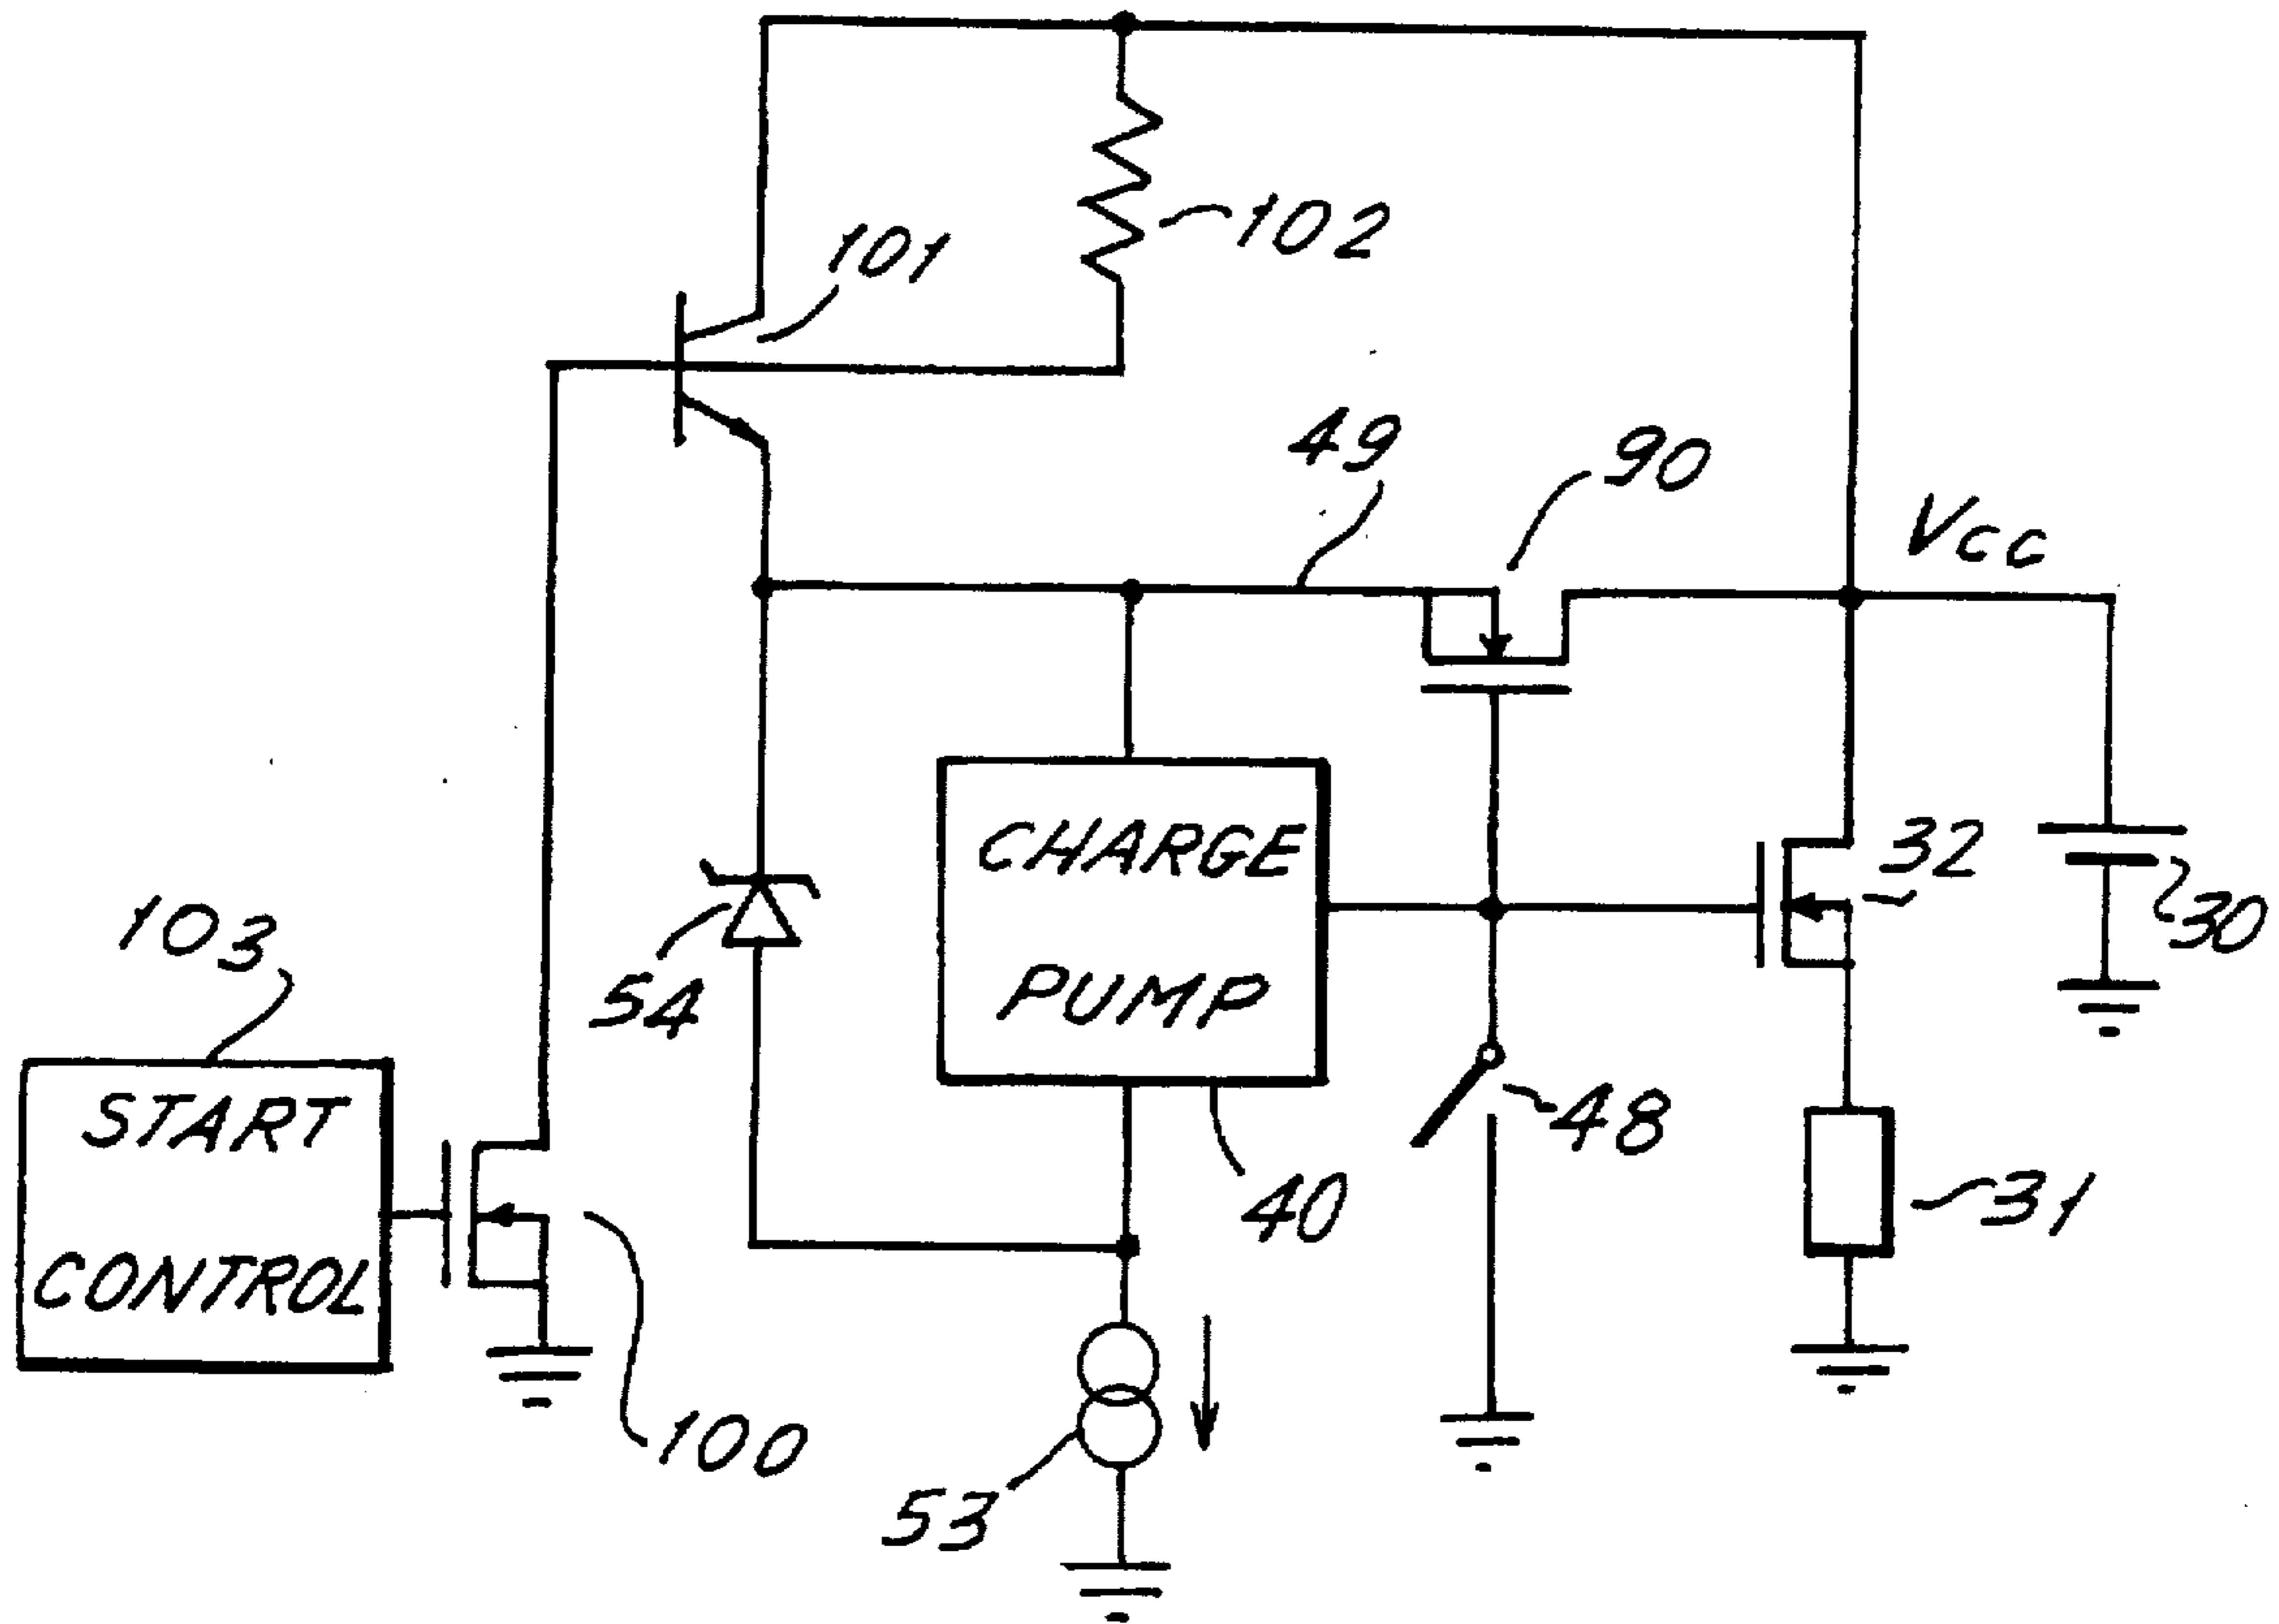 102
101
49
90
Vcc
CHARGE
PUMP
32
30
54
103
START
CONTROL
48
40
31
100
53